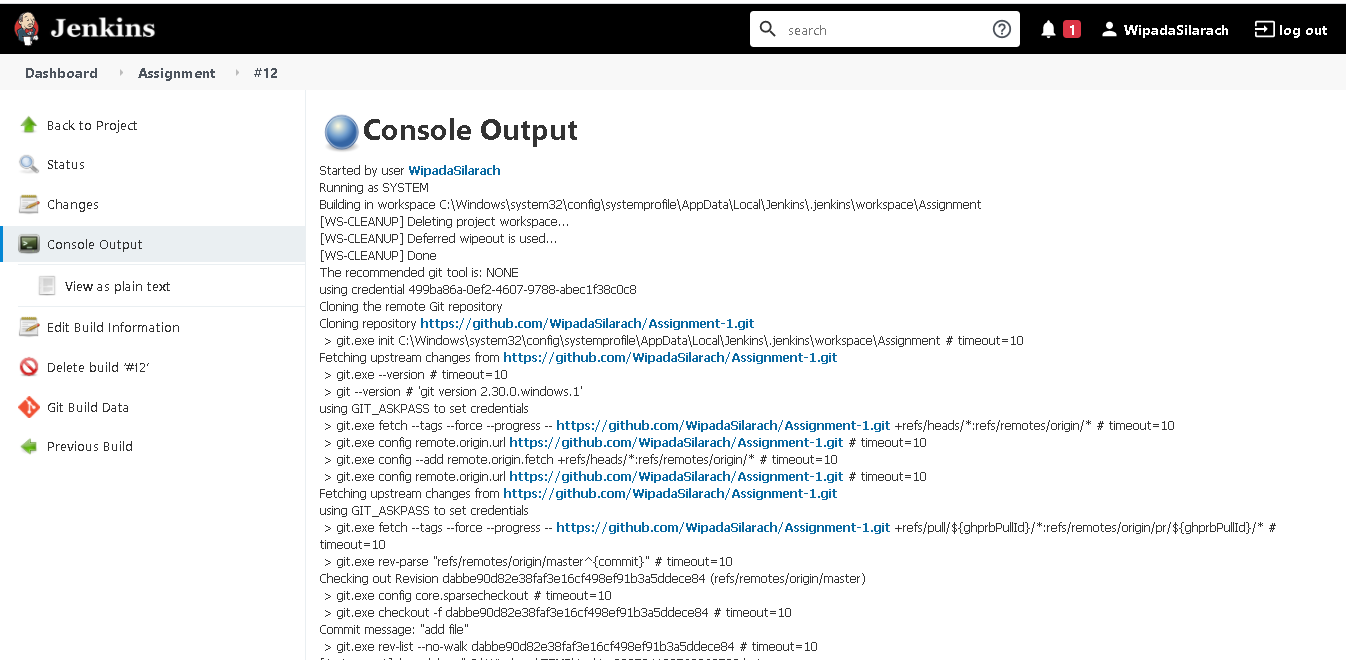 Jenkins
search
1
WipadaSilarach
log out
Dashboard
Assignment
#12
Back to Project
Status
Changes
Console Output
View as plain text
Edit Build Information
Delete build '#12'
Git Build Data
Previous Build
Console Output
Started by user WipadaSilarach
Running as SYSTEM
Building in workspace C:\Windows\system32\config\systemprofile\AppData\Local\Jenkins\.jenkins\workspace\Assignment
[WS-CLEANUP] Deleting project workspace...
[WS-CLEANUP] Deferred wipeout is used...
[WS-CLEANUP] Done
The recommended git tool is: NONE
using credential 499ba86a-0ef2-4607-9788-abec1f38c0c8
Cloning the remote Git repository
Cloning repository https://github.com/WipadaSilarach/Assignment-1.git
> git.exe init C:\Windows\system32\config\systemprofile\AppData\Local\Jenkins\.jenkins\workspace\Assignment # timeout=10
Fetching upstream changes from https://github.com/WipadaSilarach/Assignment-1.git
> git.exe --version # timeout=10
> git --version # 'git version 2.30.0.windows.1'
using GIT_ASKPASS to set credentials
> git.exe fetch --tags --force --progress -- https://github.com/WipadaSilarach/Assignment-1.git +refs/heads/*:refs/remotes/origin/* # timeout=10
> git.exe config remote.origin.url https://github.com/WipadaSilarach/Assignment-1.git # timeout=10
> git.exe config --add remote.origin.fetch +refs/heads/*:refs/remotes/origin/* # timeout=10
> git.exe config remote.origin.url https://github.com/WipadaSilarach/Assignment-1.git # timeout=10
Fetching upstream changes from https://github.com/WipadaSilarach/Assignment-1.git
using GIT_ASKPASS to set credentials
> git.exe fetch --tags --force --progress -- https://github.com/WipadaSilarach/Assignment-1.git +refs/pull/${ghprbPullId}/*:refs/remotes/origin/pr/${ghprbPullId}/* #
timeout=10
> git.exe rev-parse "refs/remotes/origin/master^{commit}" # timeout=10
Checking out Revision dabbe90d82e38faf3e16cf498ef91b3a5ddece84 (refs/remotes/origin/master)
> git.exe config core.sparsecheckout # timeout=10
> git.exe checkout -f dabbe90d82e38faf3e16cf498ef91b3a5ddece84 # timeout=10
Commit message: "add file"
> git.exe rev-list --no-walk dabbe90d82e38faf3e16cf498ef91b3a5ddece84 # timeout=10